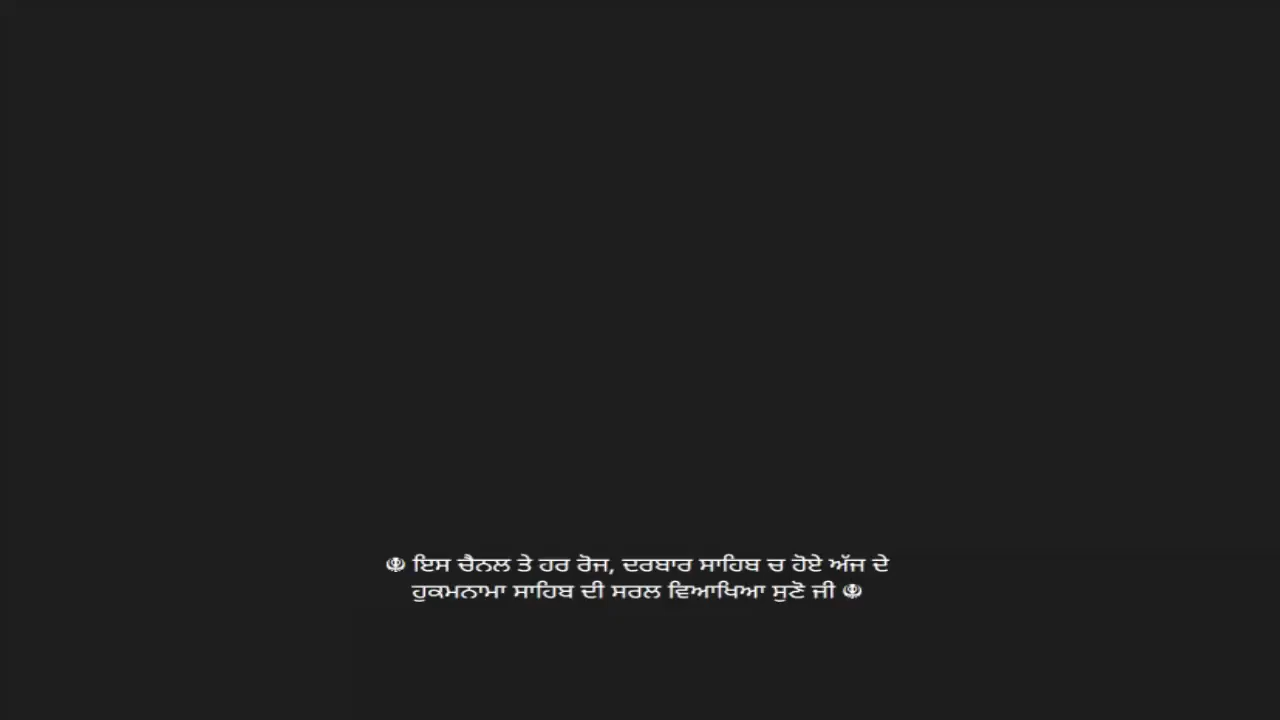 ☬ ਇਸ ਚੈਨਲ ਤੇ ਹਰ ਰੋਜ, ਦਰਬਾਰ ਸਾਹਿਬ ਚ ਹੋਏ ਅੱਜ ਦੇ
ਹੁਕਮਨਾਮਾ ਸਾਹਿਬ ਦੀ ਸਰਲ ਵਿਆਖਿਆ ਸੁਣੋ ਜੀ ☬